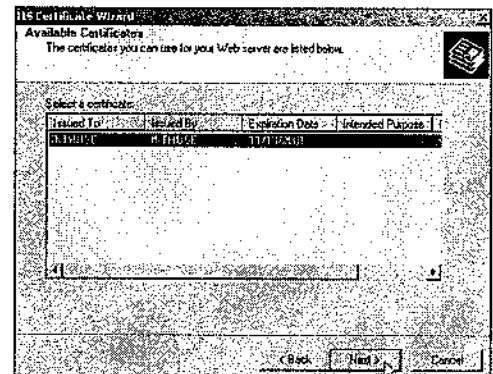 IIS Certificate Wizard
Available Certificates
The certificates you can use for your Web server are listed below.
Select a certificate:
Issued To Issued By Expiration Date Intended Purpose
< Back Next > Cancel